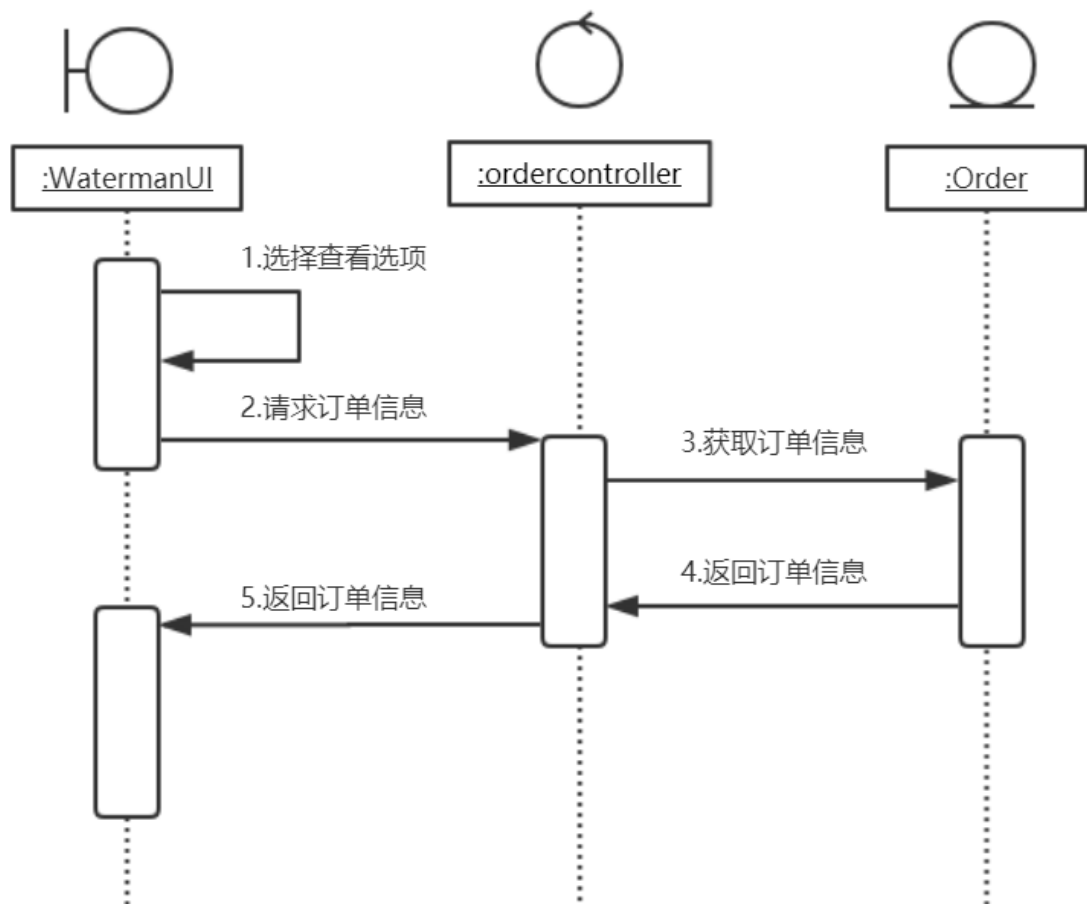 :WatermanUI
:ordercontroller
:Order
1.选择查看选项
2.请求订单信息
3.获取订单信息
4.返回订单信息
5.返回订单信息